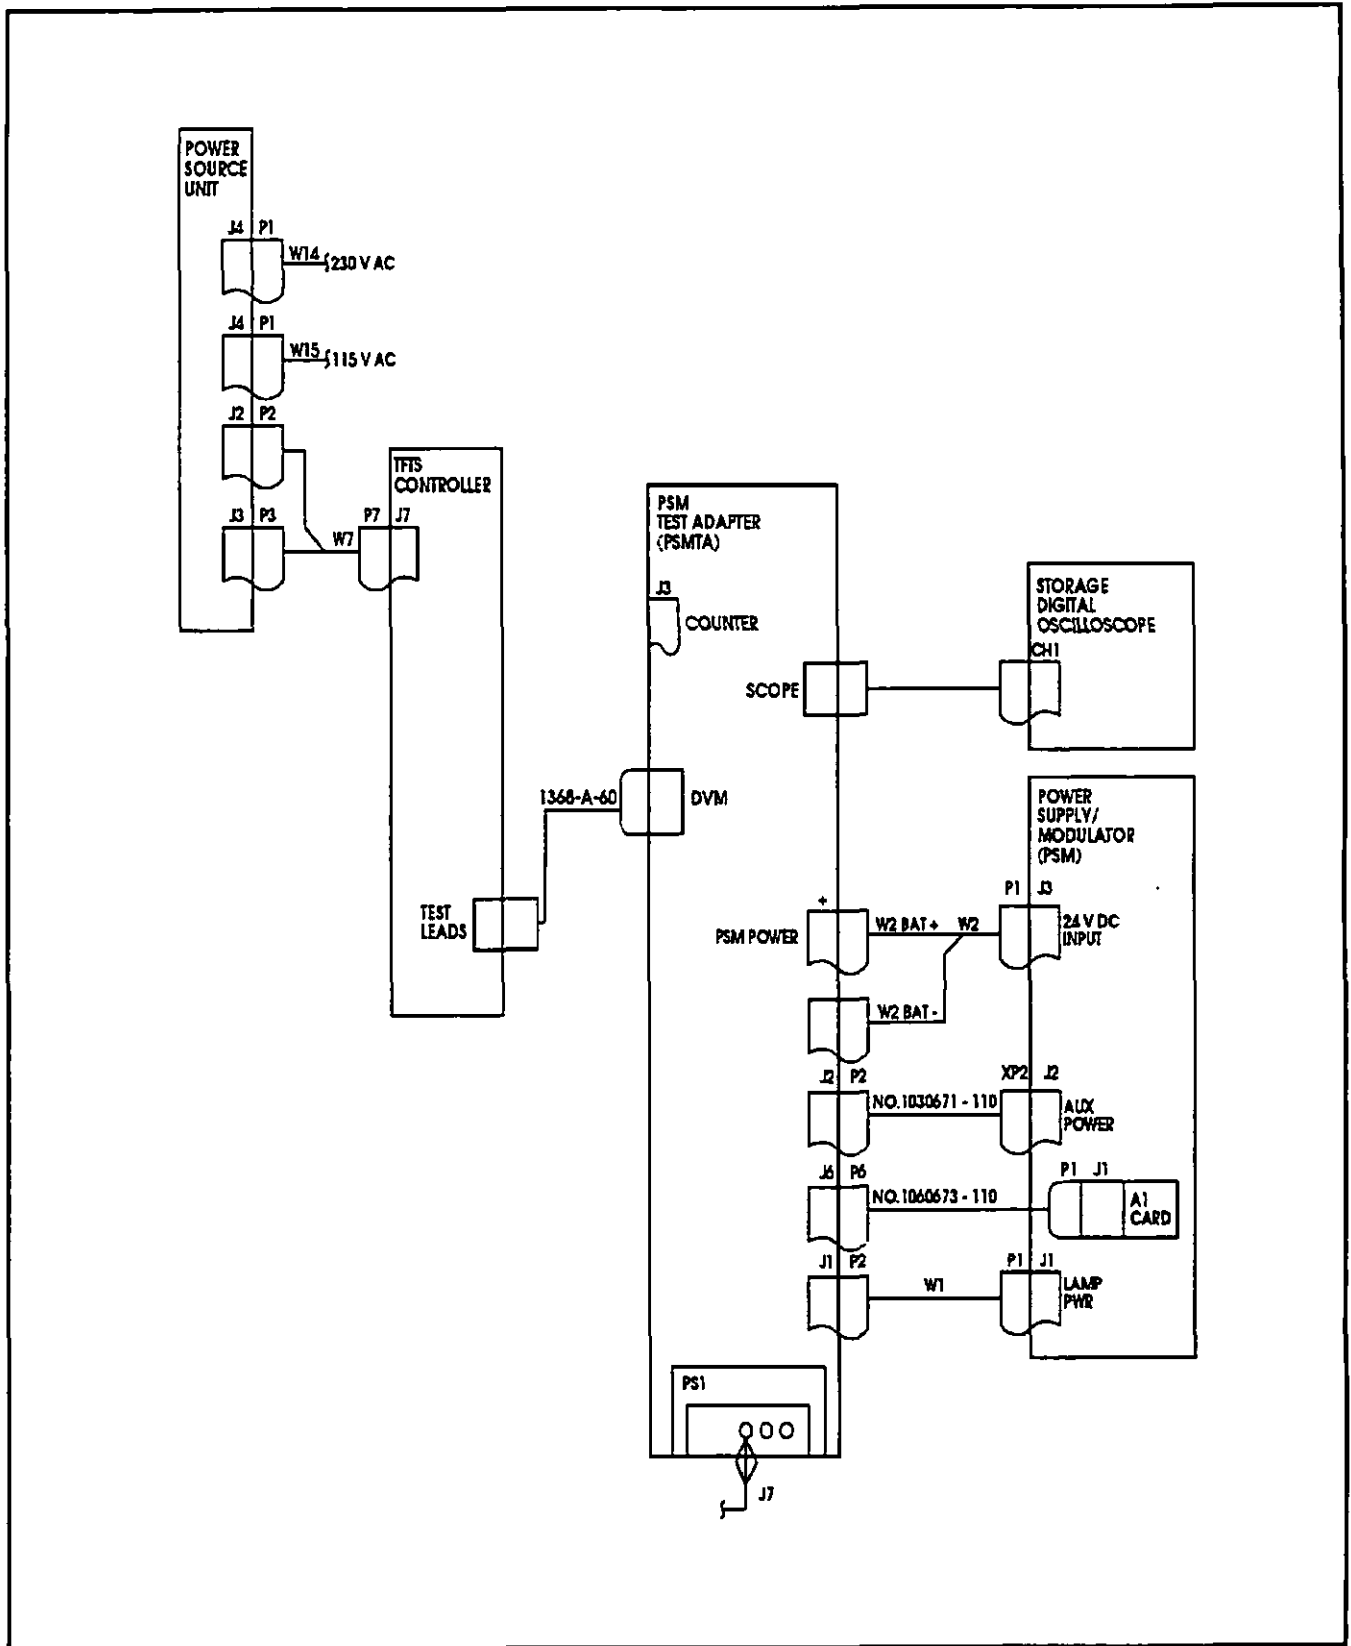 POWER
SOURCE
UNIT
J4 P1
W14
230 V AC
J4 P1
W15
115 V AC
J2 P2
J3 P3
W7
P7 J7
TFTS
CONTROLLER
TEST
LEADS
1368-A-60
PSM
TEST ADAPTER
(PSMTA)
J3
COUNTER
SCOPE
DVM
+
PSM POWER
W2 BAT +
W2
W2 BAT -
J2 P2
NO.1030671 - 110
J6 P6
NO.1060673 - 110
J1 P2
W1
PS1
J7
STORAGE
DIGITAL
OSCILLOSCOPE
CH1
POWER
SUPPLY/
MODULATOR
(PSM)
P1 J3
24 V DC
INPUT
XP2 J2
AUX
POWER
P1 J1
A1
CARD
P1 J1
LAMP
PWR